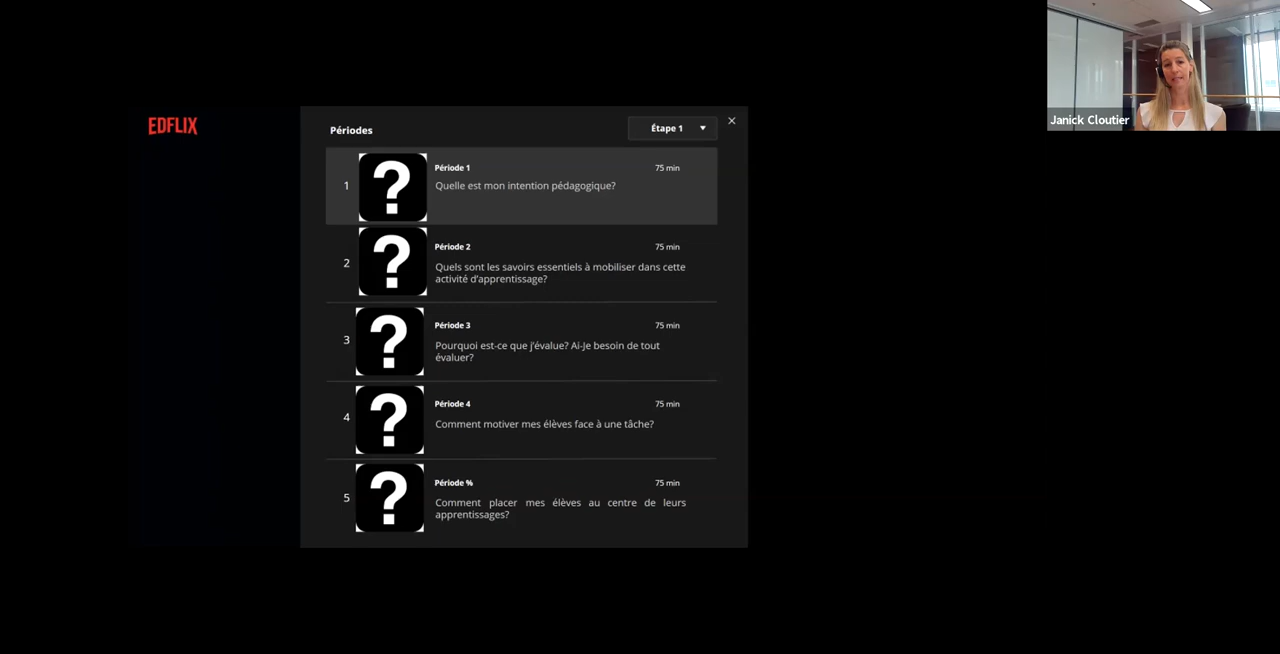 Janick Cloutier
EDFLIX
Périodes
Étape 1
1
Période 1
75 min
Quelle est mon intention pédagogique?
2
Période 2
75 min
Quels sont les savoirs essentiels à mobiliser dans cette
activité d'apprentissage?
3
Période 3
75 min
Pourquoi est-ce que j'évalue? Ai-Je besoin de tout
évaluer?
4
Période 4
75 min
Comment motiver mes élèves face à une tâche?
5
Période %
75 min
Comment placer mes élèves au centre de leurs
apprentissages?